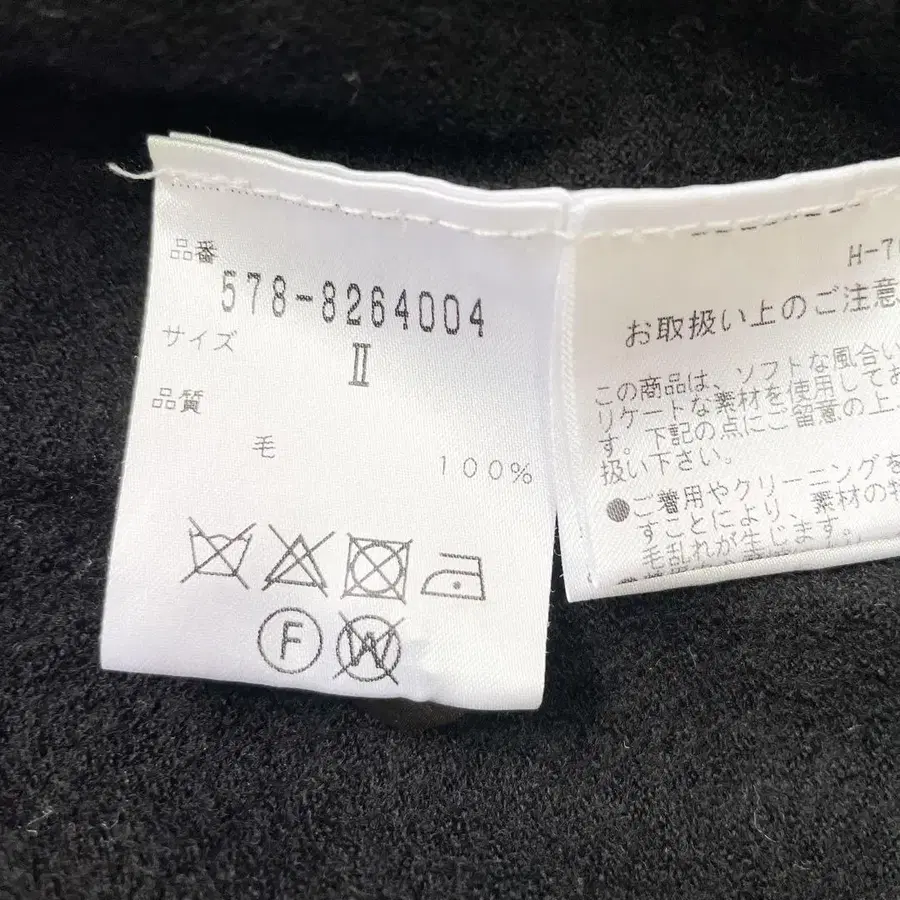 品番
578-8264004
サイズ
Ⅱ
品質
毛 100%
F
W
H-7
お取扱い上のご注意
この商品は、ソフトな風合い
リケートな素材を使用してお
す。下記の点にご留意の上、
扱い下さい。
●ご着用やクリーニングを
すことにより、素材の特
毛乱れが生じます。